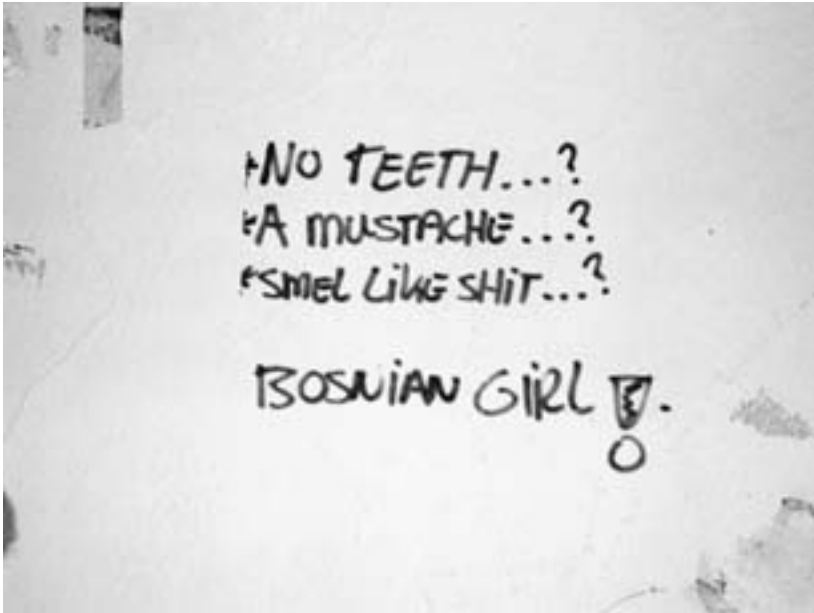 *NO TEETH...?
*A MUSTACHE...?
*SMEL LIKE SHIT...?
BOSNIAN GIRL!.